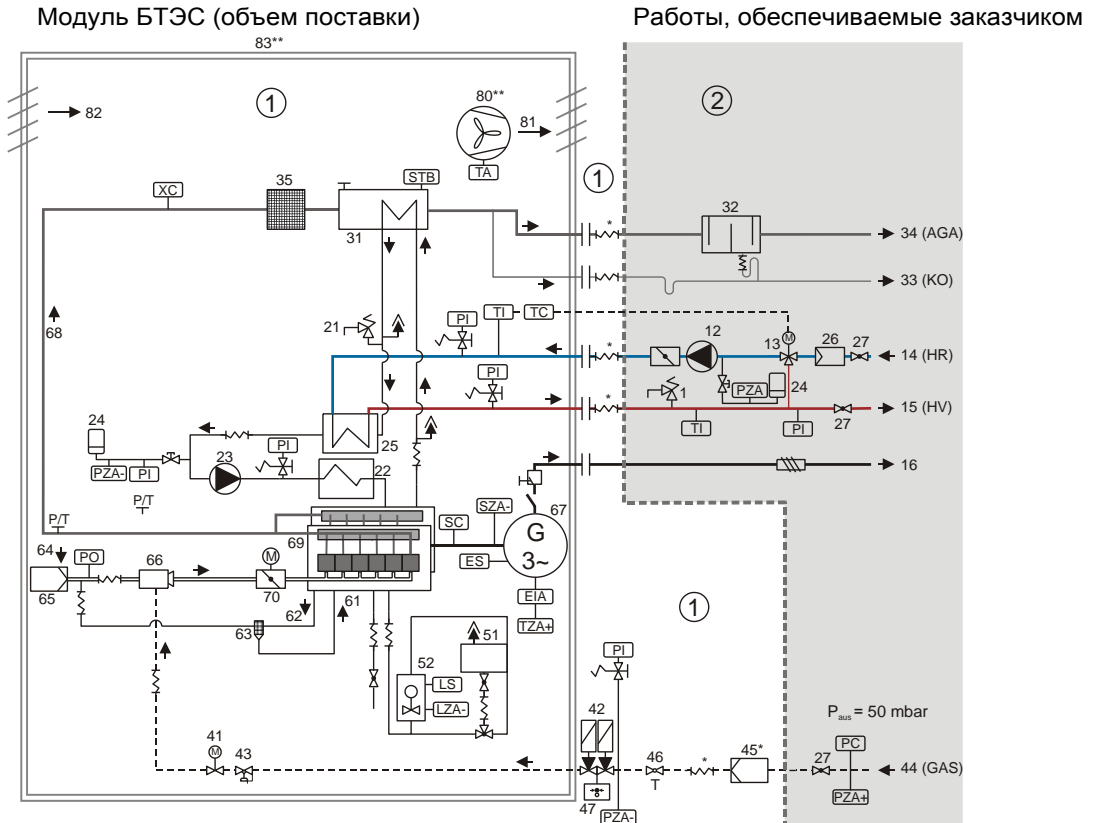 Модуль БТЭС (объем поставки)
Работы, обеспечиваемые заказчиком
83**
1
80**
2
82
81
TA
1
XC
35
STB
31
32
34 (AGA)
33 (KO)
68
21
PI
TI
TC
12
13
M
26
27
14 (HR)
PI
1
PZA
24
15 (HV)
TI
PI
27
24
25
PZA-
PI
23
PI
22
16
P/T
P/T
SZA-
67
SC
G
3~
69
ES
64
PO
66
M
65
70
62
61
EIA
TZA+
63
1
51
52
LS
LZA-
PI
42
P aus = 50 mbar
41
M
43
46
T
45*
27
PC
44 (GAS)
47
PZA-
PZA+
*
*
*
*